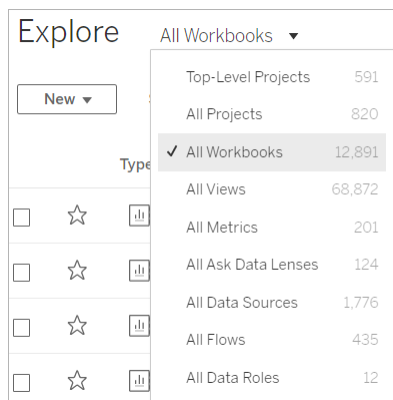 Explore All Workbooks
New
Type
Top-Level Projects 591
All Projects 820
All Workbooks 12,891
All Views 68,872
All Metrics 201
All Ask Data Lenses 124
All Data Sources 1,776
All Flows 435
All Data Roles 12